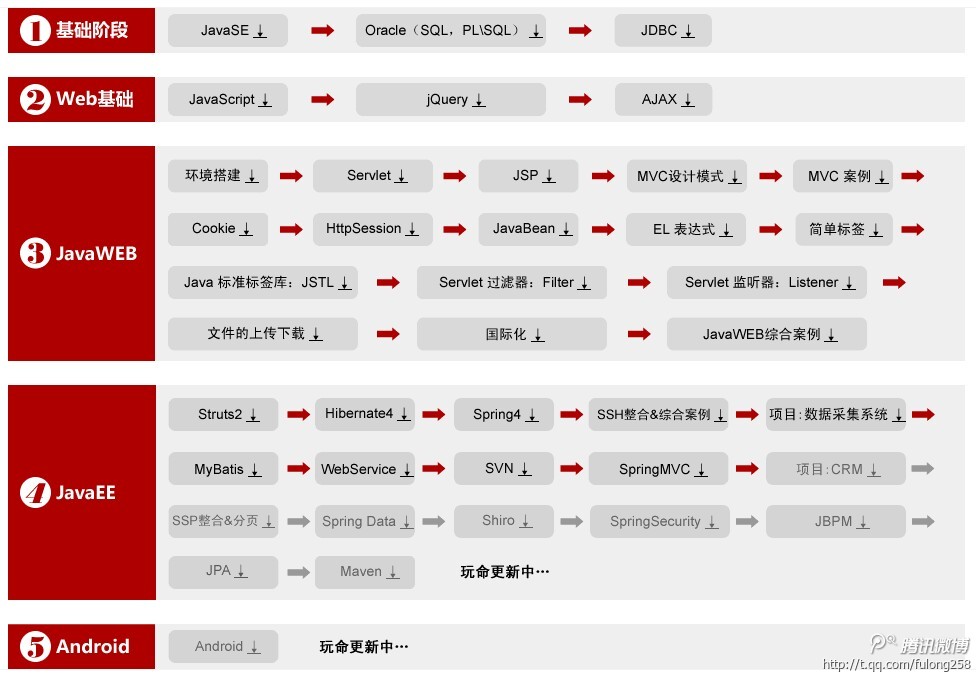 1 基础阶段 JavaSE ↓ Oracle（SQL，PL\SQL）↓ JDBC ↓
2 Web基础 JavaScript ↓ jQuery ↓ AJAX ↓
环境搭建 ↓ Servlet ↓ JSP ↓ MVC设计模式 ↓ MVC 案例 ↓
Cookie ↓ HttpSession ↓ JavaBean ↓ EL 表达式 ↓ 简单标签 ↓
3 JavaWEB
Java 标准标签库：JSTL ↓ Servlet 过滤器：Filter ↓ Servlet 监听器：Listener ↓
文件的上传下载 ↓ 国际化 ↓ JavaWEB综合案例 ↓
Struts2 ↓ Hibernate4 ↓ Spring4 ↓ SSH整合&综合案例 ↓ 项目:数据采集系统 ↓
MyBatis ↓ WebService ↓ SVN ↓ SpringMVC ↓ 项目:CRM ↓
4 JavaEE
SSP整合&分页 ↓ Spring Data ↓ Shiro ↓ SpringSecurity ↓ JBPM ↓
JPA ↓ Maven ↓ 玩命更新中…
5 Android Android ↓ 玩命更新中…
腾讯微博
http://t.qq.com/fulong258